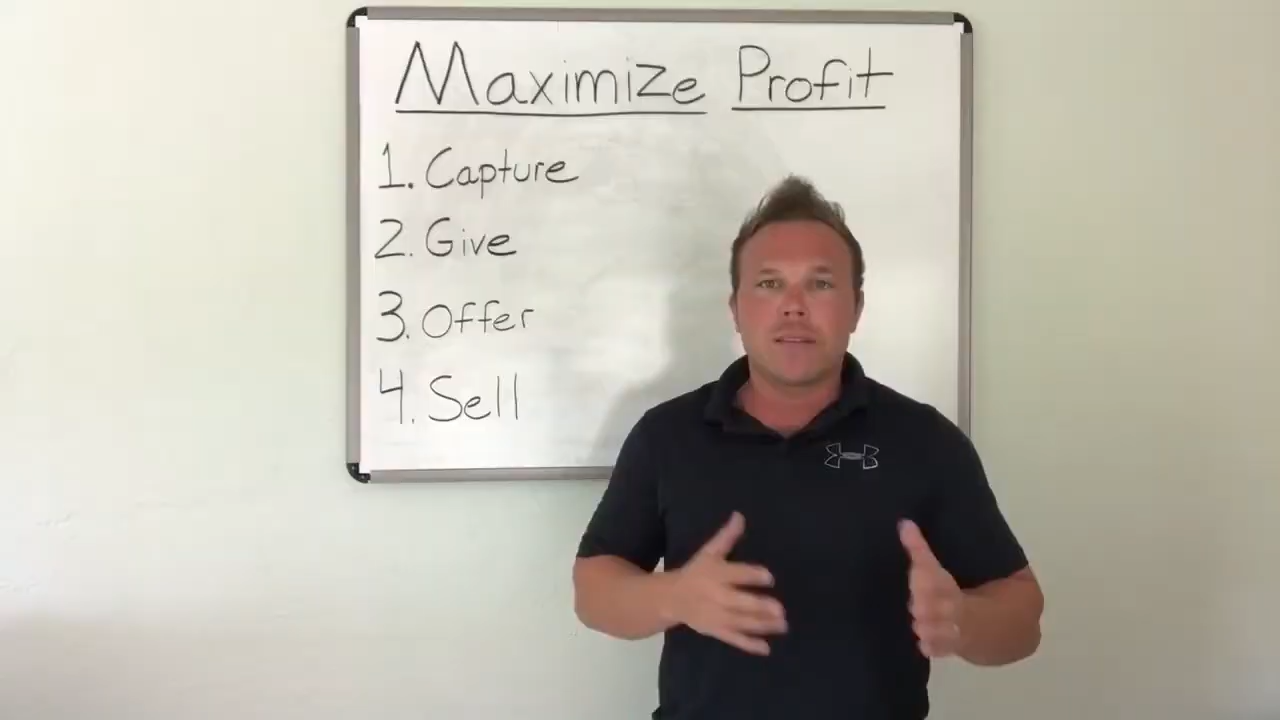 Maximize Profit
1. Capture
2. Give
3. Offer
4. Sell